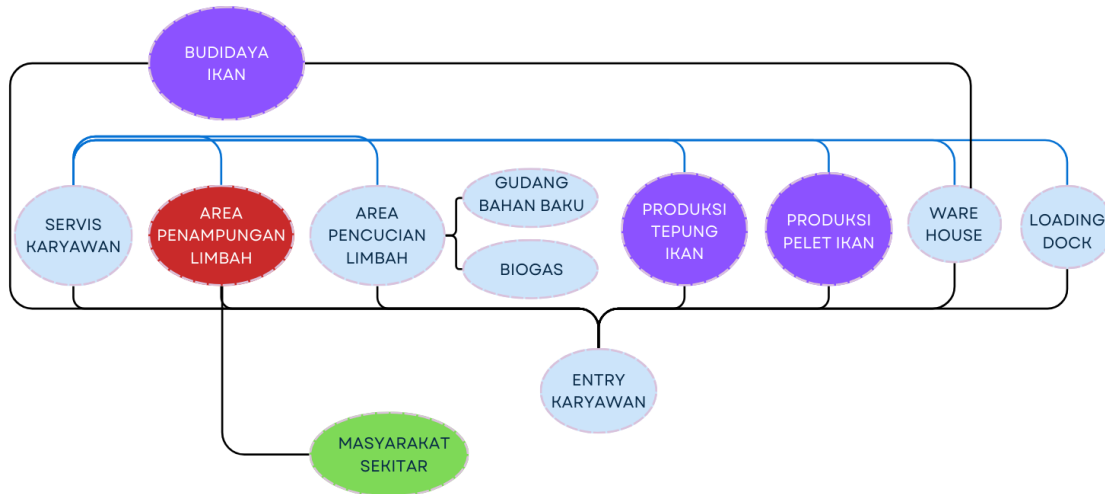 BUDIDAYA
IKAN
SERVIS
KARYAWAN
AREA
PENAMPUNGAN
LIMBAH
AREA
PENCUCIAN
LIMBAH
GUDANG
BAHAN BAKU
BIOGAS
PRODUKSI
TEPUNG
IKAN
PRODUKSI
PELET IKAN
WARE
HOUSE
LOADING
DOCK
ENTRY
KARYAWAN
MASYARAKAT
SEKITAR